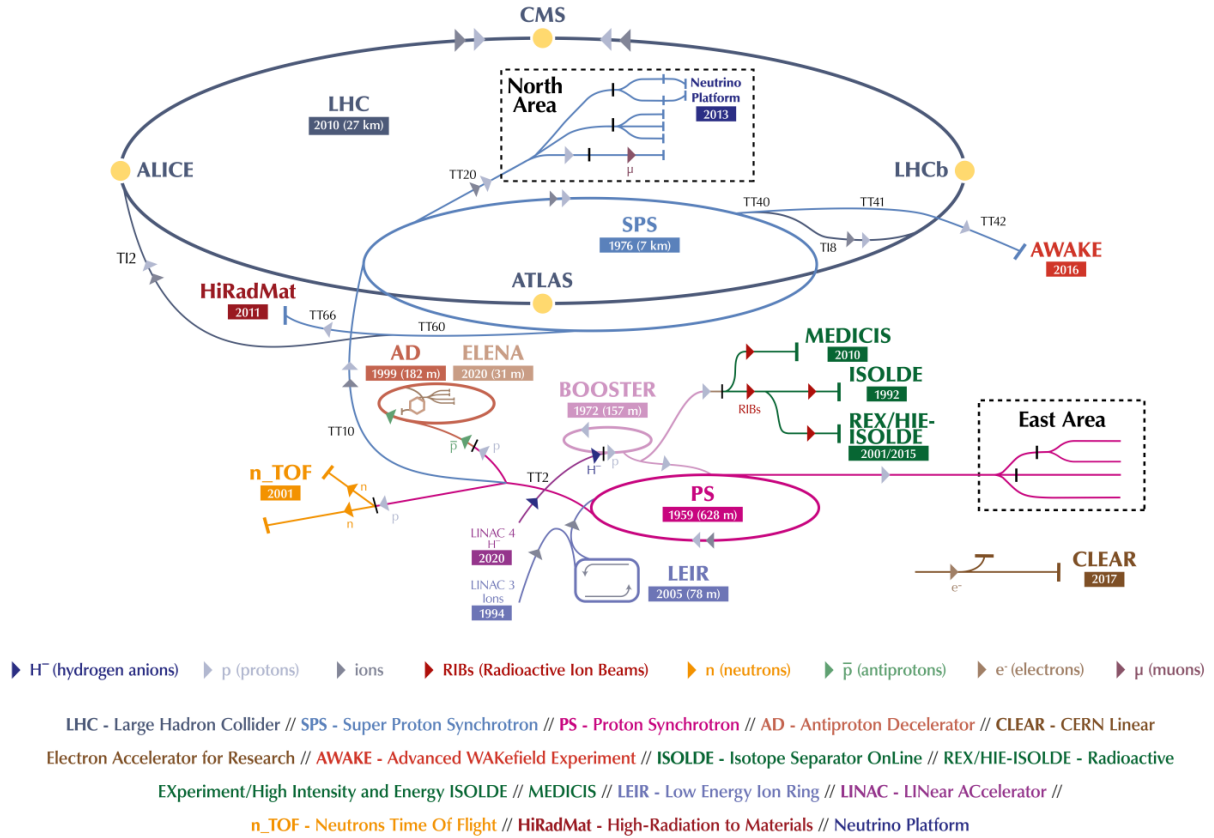 CMS
North
Area
Neutrino
Platform
2013
LHC
2010 (27 km)
ALICE
LHCb
μ
TT20
TT40
TT41
TT42
SPS
1976 (7 km)
TI8
TI2
AWAKE
2016
ATLAS
HiRadMat
2011
TT66
TT60
MEDICIS
2010
AD
1999 (182 m)
ELENA
2020 (31 m)
ISOLDE
1992
BOOSTER
1972 (157 m)
RIBs
REX/HIE-
ISOLDE
2001/2015
East Area
TT10
p̅
p
H⁻
p
TT2
n_TOF
2001
n
n
p
PS
1959 (628 m)
LINAC 4
H⁻
2020
LEIR
2005 (78 m)
LINAC 3
Ions
1994
CLEAR
2017
e⁻
H⁻ (hydrogen anions)
p (protons)
ions
RIBs (Radioactive Ion Beams)
n (neutrons)
p̅ (antiprotons)
e⁻ (electrons)
μ (muons)
LHC - Large Hadron Collider // SPS - Super Proton Synchrotron // PS - Proton Synchrotron // AD - Antiproton Decelerator // CLEAR - CERN Linear
Electron Accelerator for Research // AWAKE - Advanced WAKefield Experiment // ISOLDE - Isotope Separator OnLine // REX/HIE-ISOLDE - Radioactive
EXperiment/High Intensity and Energy ISOLDE // MEDICIS // LEIR - Low Energy Ion Ring // LINAC - LINear ACcelerator //
n_TOF - Neutrons Time Of Flight // HiRadMat - High-Radiation to Materials // Neutrino Platform